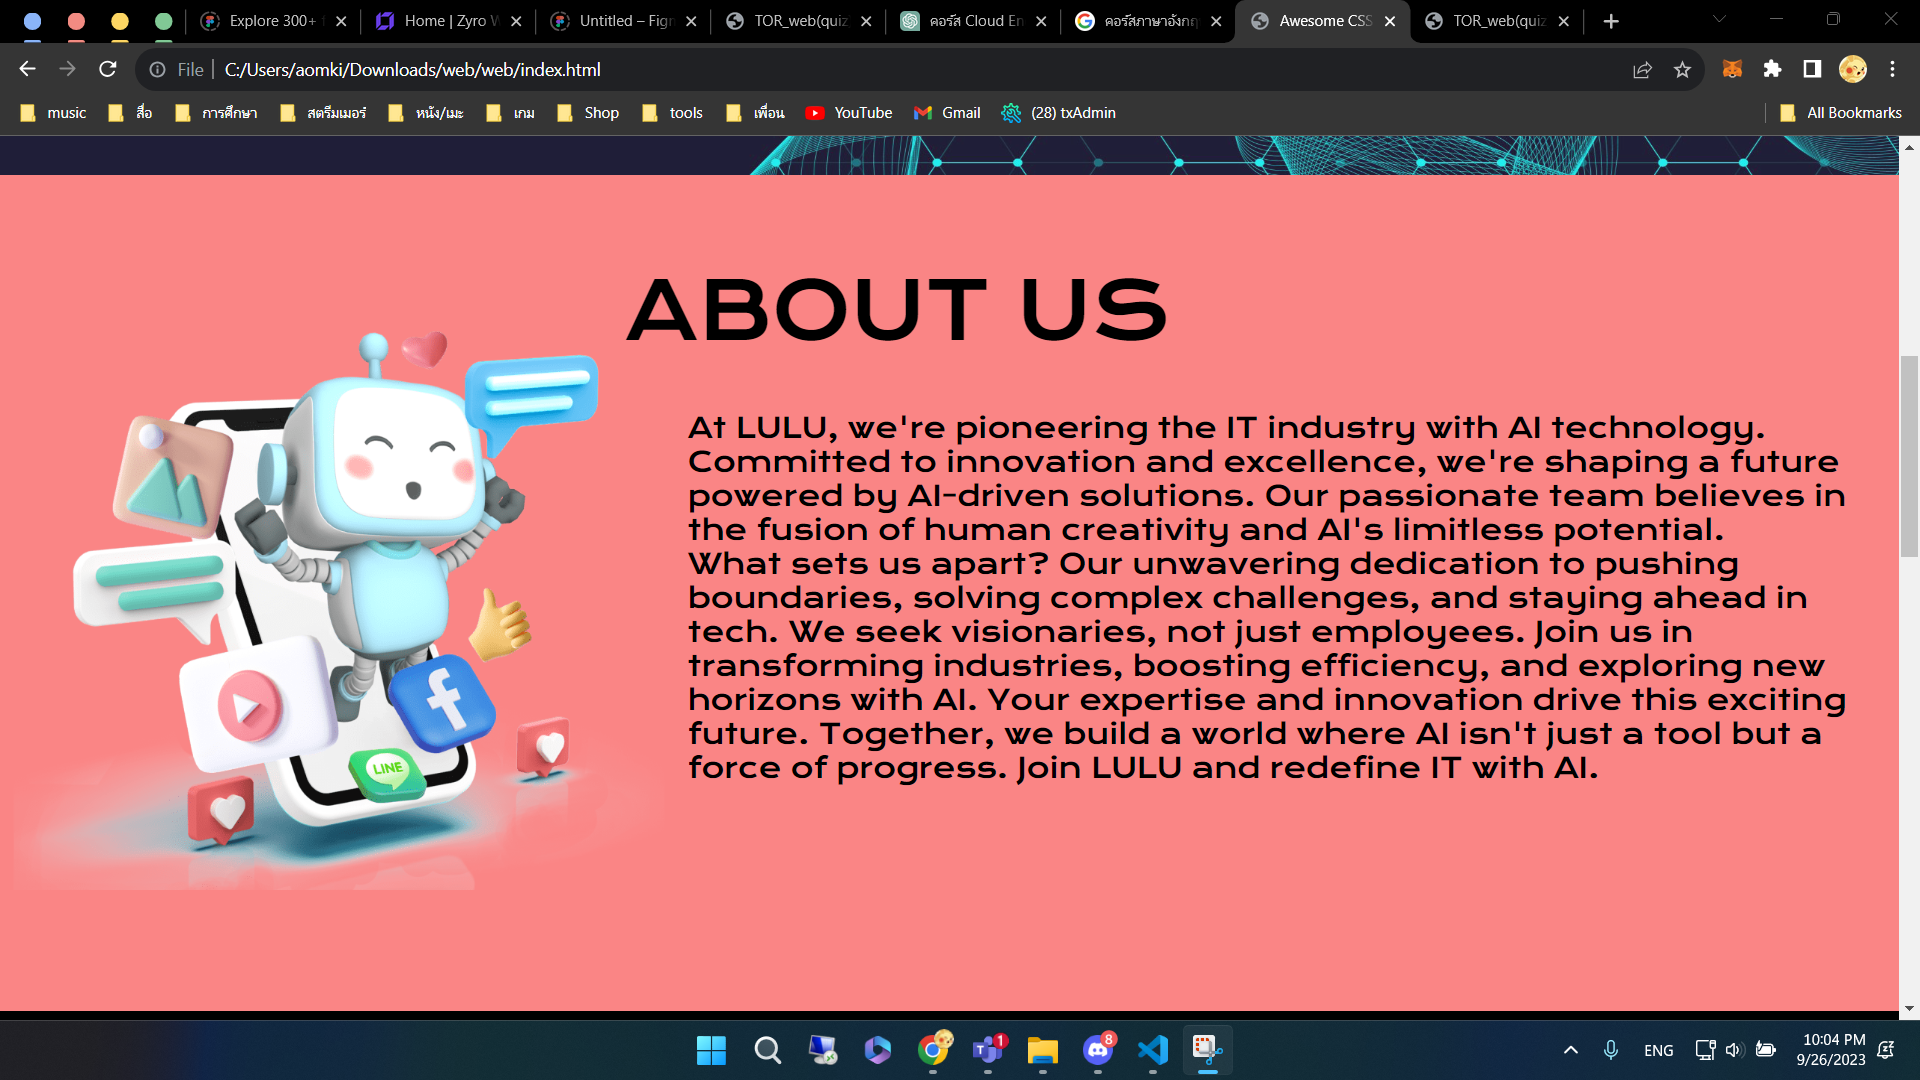 Explore 300+
Home | Zyro W
Untitled – Figm
TOR_web(quiz
คอร์ส Cloud En
คอร์สภาษาอังกฤ
Awesome CSS
TOR_web(quiz
File
C:/Users/aomki/Downloads/web/web/index.html
music
สื่อ
การศึกษา
สตรีมเมอร์
หนัง/เมะ
เกม
Shop
tools
เพื่อน
YouTube
Gmail
(28) txAdmin
All Bookmarks
ABOUT US
At LULU, we're pioneering the IT industry with AI technology.
Committed to innovation and excellence, we're shaping a future
powered by AI-driven solutions. Our passionate team believes in
the fusion of human creativity and AI's limitless potential.
What sets us apart? Our unwavering dedication to pushing
boundaries, solving complex challenges, and staying ahead in
tech. We seek visionaries, not just employees. Join us in
transforming industries, boosting efficiency, and exploring new
horizons with AI. Your expertise and innovation drive this exciting
future. Together, we build a world where AI isn't just a tool but a
force of progress. Join LULU and redefine IT with AI.
LINE
1
8
ENG
10:04 PM
9/26/2023